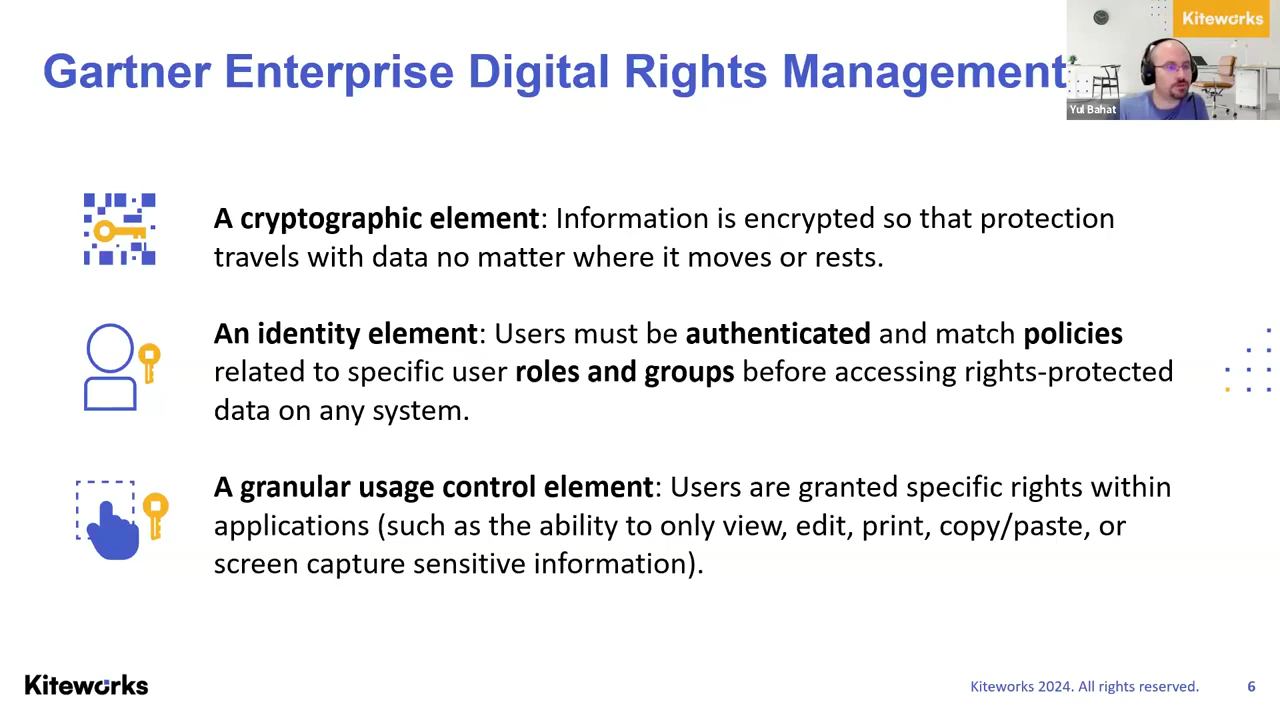 Gartner Enterprise Digital Rights Management
Kiteworks
Yul Bahat
A cryptographic element: Information is encrypted so that protection
travels with data no matter where it moves or rests.
An identity element: Users must be authenticated and match policies
related to specific user roles and groups before accessing rights-protected
data on any system.
A granular usage control element: Users are granted specific rights within
applications (such as the ability to only view, edit, print, copy/paste, or
screen capture sensitive information).
Kiteworks
Kiteworks 2024. All rights reserved.
6